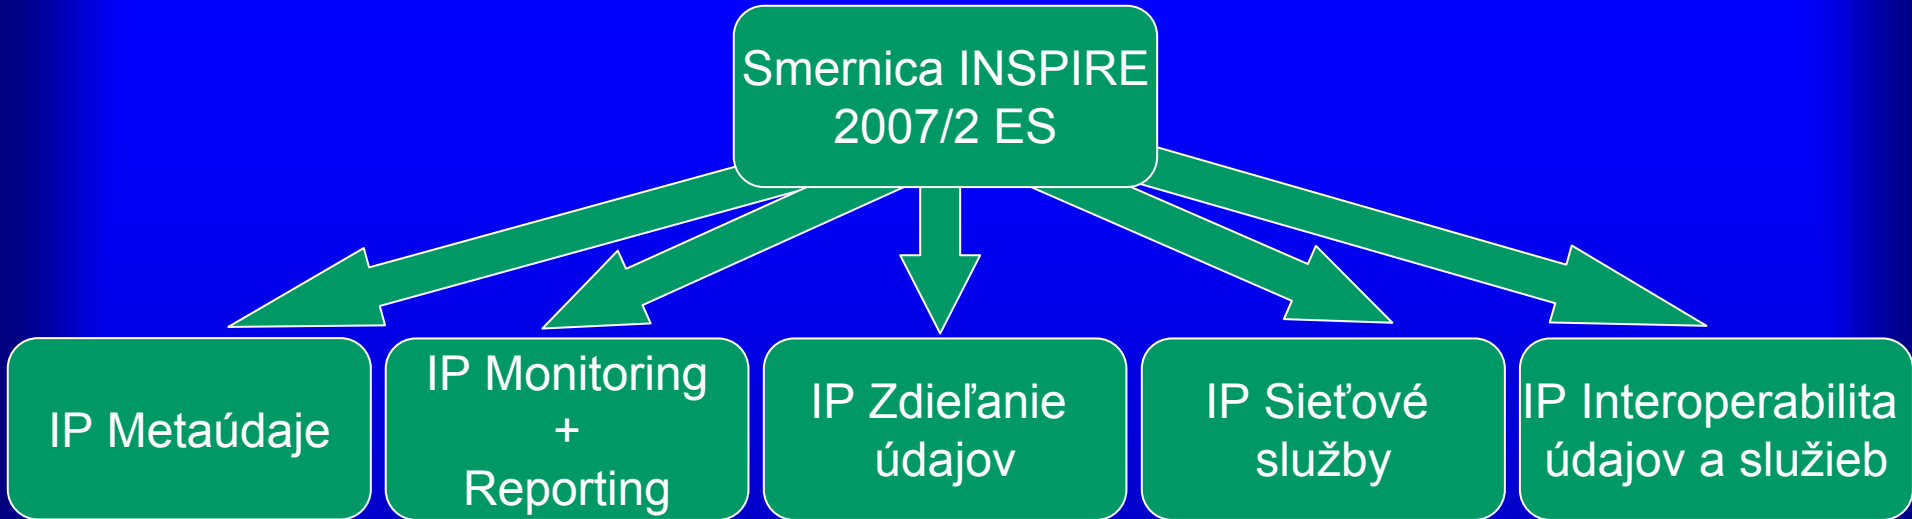 Smernica INSPIRE
2007/2 ES
IP Metaúdaje
IP Monitoring
+
Reporting
IP Zdieľanie
údajov
IP Sieťové
služby
IP Interoperabilita
údajov a služieb